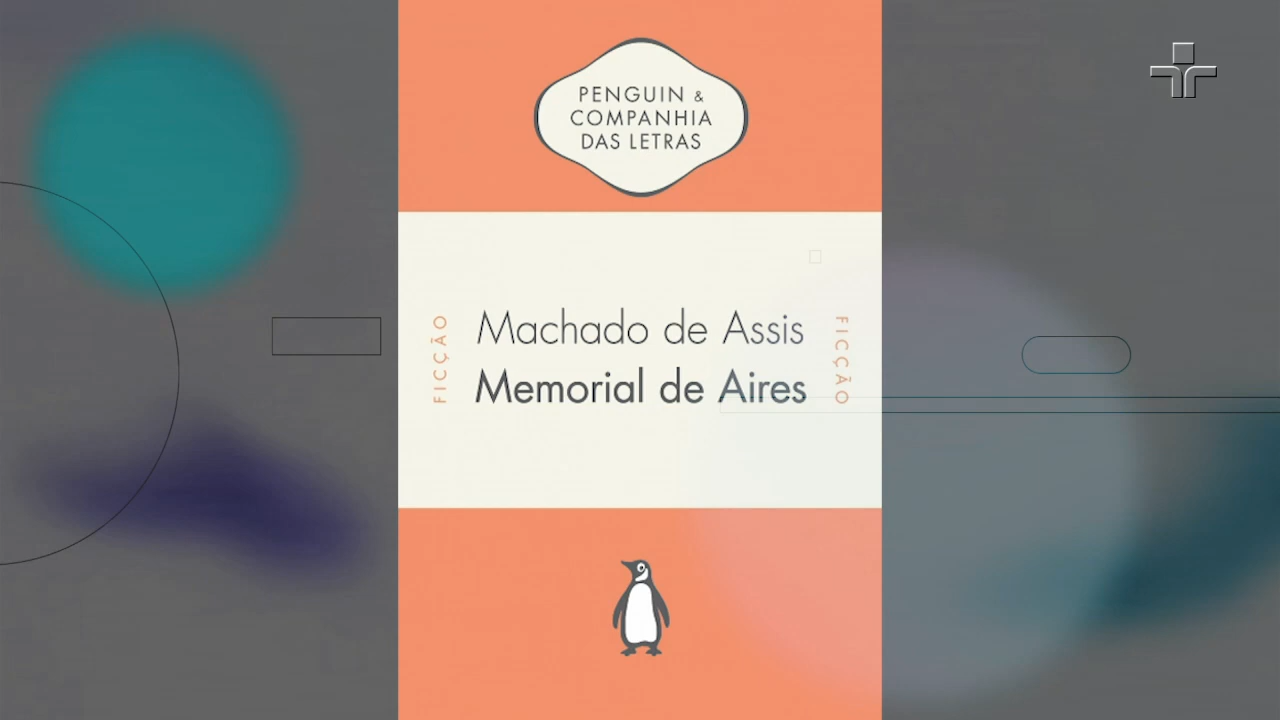 PENGUIN &
COMPANHIA
DAS LETRAS
FICÇÃO
Machado de Assis
Memorial de Aires
FICÇÃO